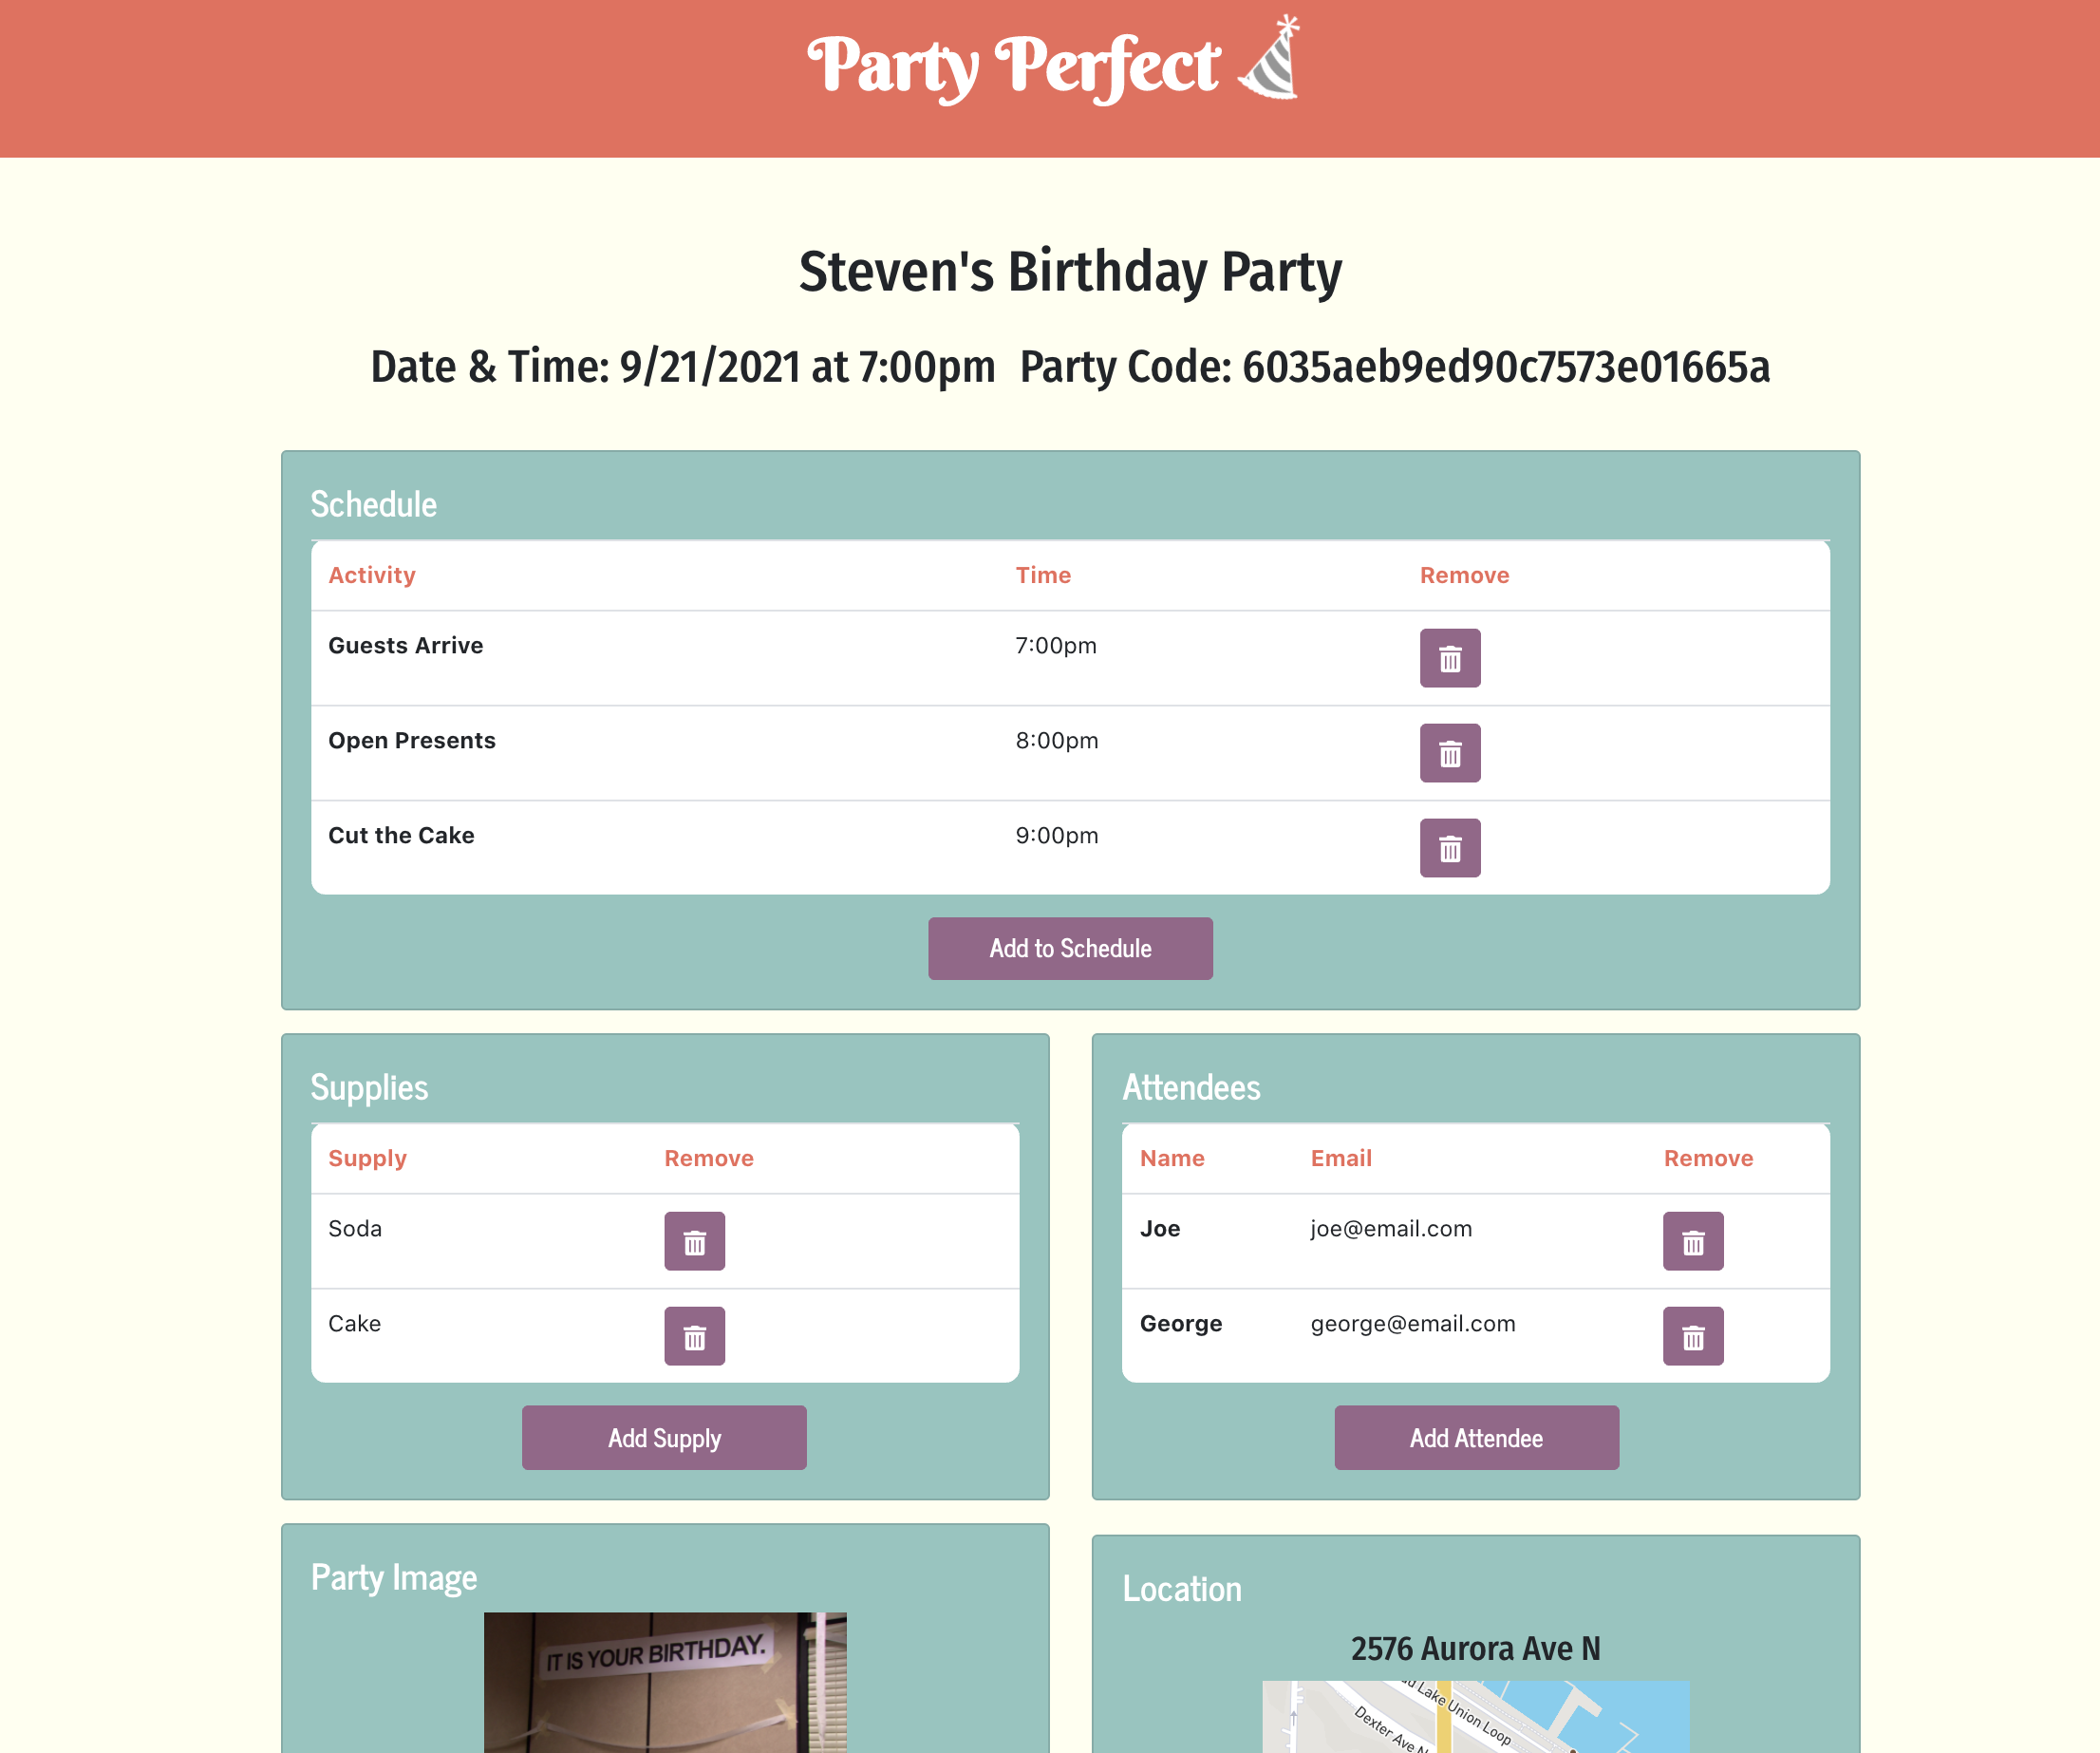 Party Perfect
Steven's Birthday Party
Date & Time: 9/21/2021 at 7:00pm Party Code: 6035aeb9ed90c7573e01665a
Schedule
Activity Time Remove
Guests Arrive 7:00pm
Open Presents 8:00pm
Cut the Cake 9:00pm
Add to Schedule
Supplies
Supply Remove
Soda
Cake
Add Supply
Attendees
Name Email Remove
Joe joe@email.com
George george@email.com
Add Attendee
Party Image
IT IS YOUR BIRTHDAY.
Location
2576 Aurora Ave N
Lake Union Loop
Dexter Ave N